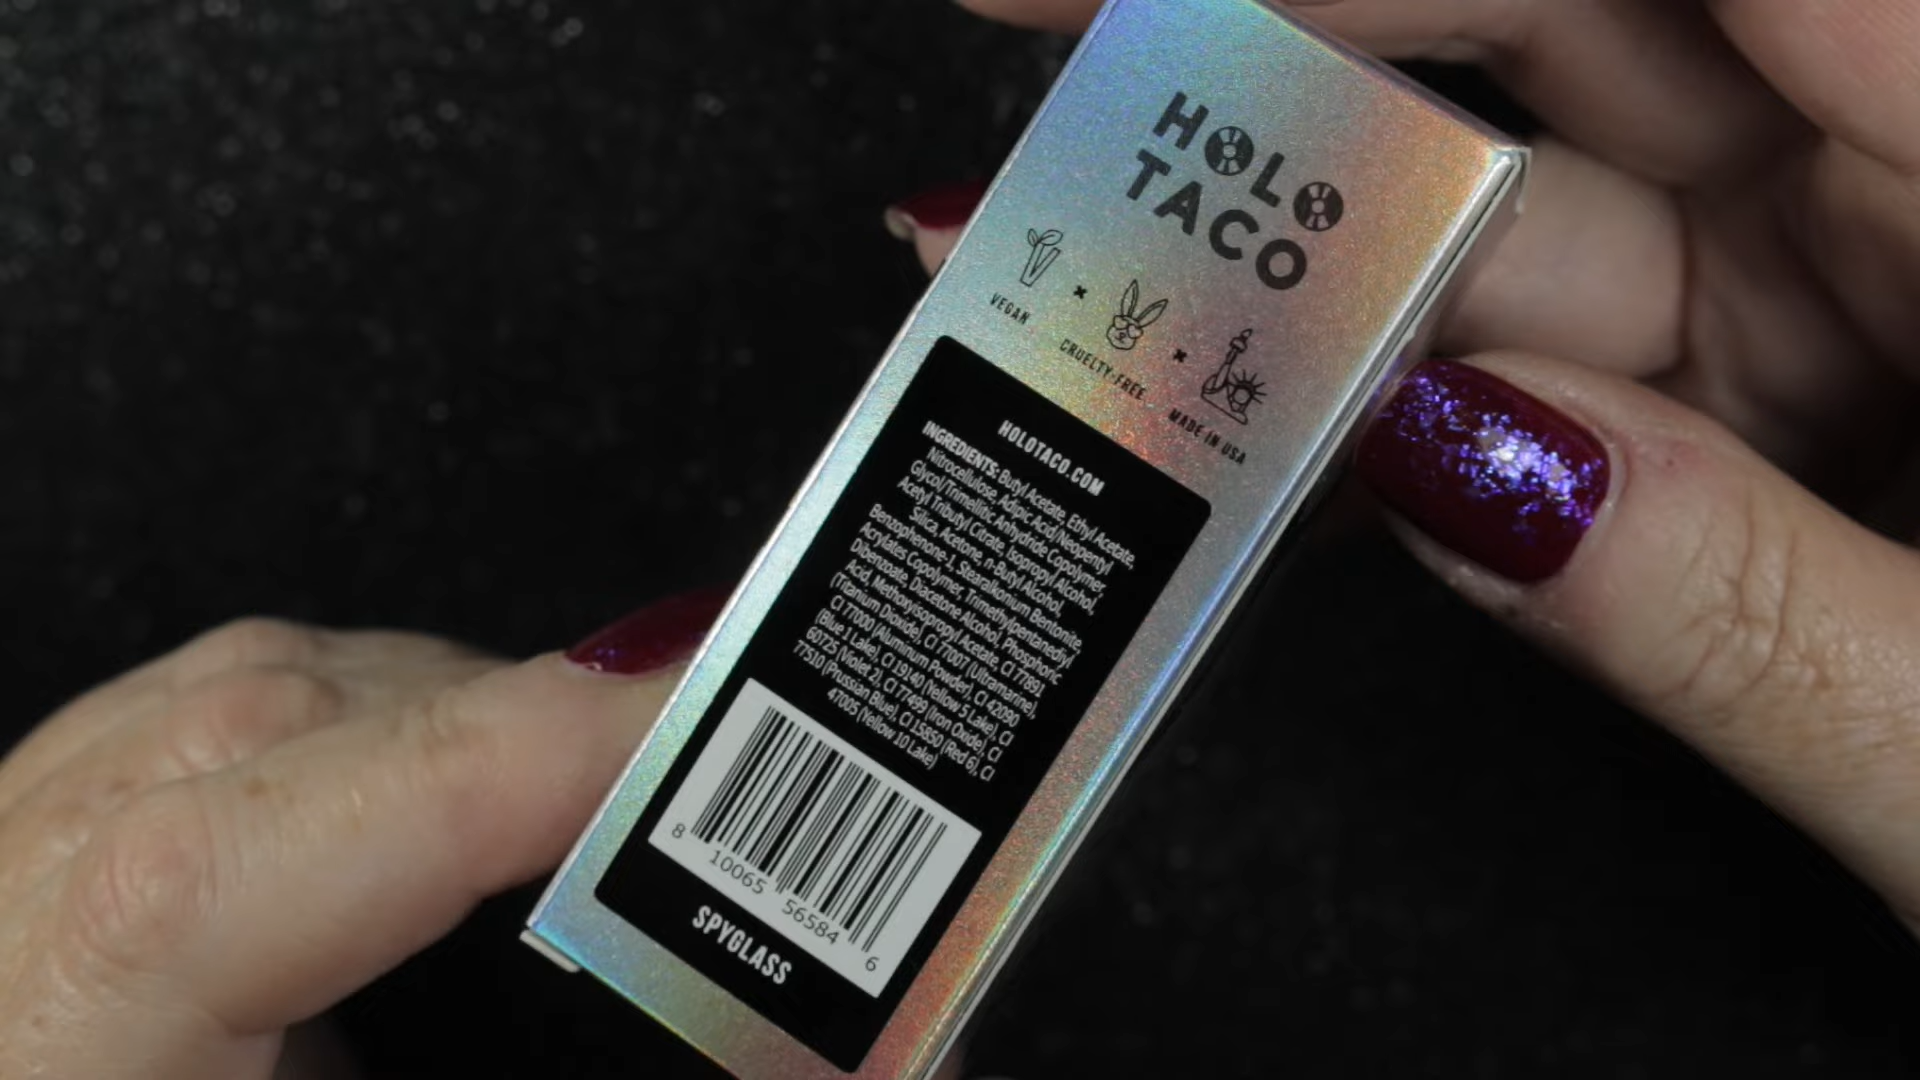 HOLO
TACO
VEGAN × CRUELTY-FREE × MADE IN USA
HOLOTACO.COM
INGREDIENTS: Butyl Acetate, Ethyl Acetate,
Nitrocellulose, Adipic Acid/Neopentyl
Glycol/Trimellitic Anhydride Copolymer,
Acetyl Tributyl Citrate, Isopropyl Alcohol,
Silica, Acetone, n-Butyl Alcohol,
Benzophenone-1, Stearalkonium Bentonite,
Acrylates Copolymer, Trimethylpentanediyl
Dibenzoate, Diacetone Alcohol, Phosphoric
Acid, Methoxyisopropyl Acetate, CI 77891
(Titanium Dioxide), CI 77007 (Ultramarine),
CI 77000 (Aluminum Powder), CI 42090
(Blue 1 Lake), CI 19140 (Yellow 5 Lake), CI
60725 (Violet 2), CI 77499 (Iron Oxide), CI
77510 (Prussian Blue), CI 15850 (Red 6), CI
47005 (Yellow 10 Lake)
8 10065 56584 6
SPYGLASS